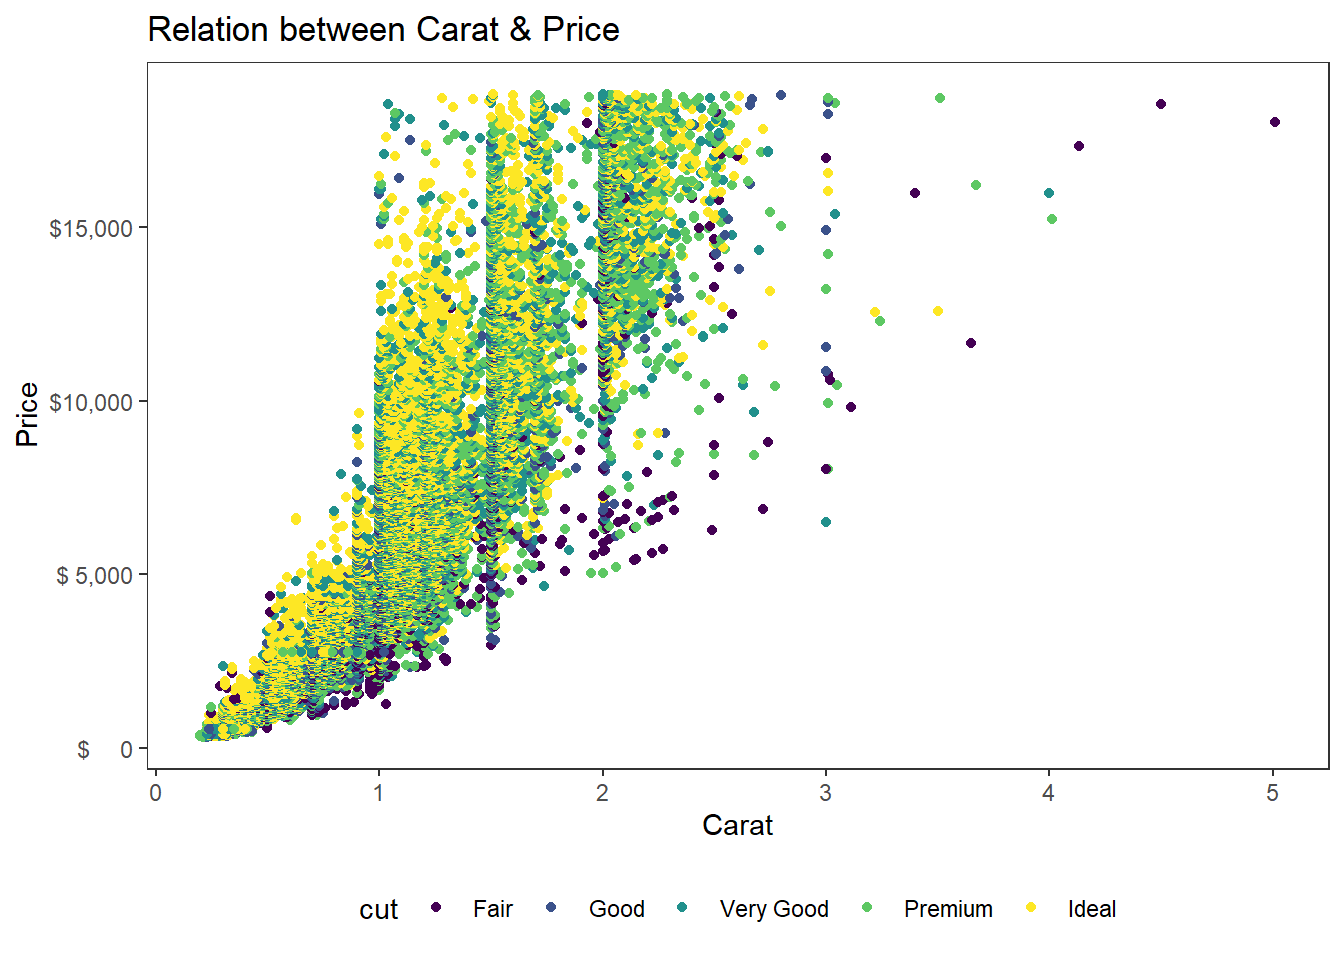 Relation between Carat & Price
Price
$15,000
$10,000
$ 5,000
$    0
0 1 2 3 4 5
Carat
cut Fair Good Very Good Premium Ideal